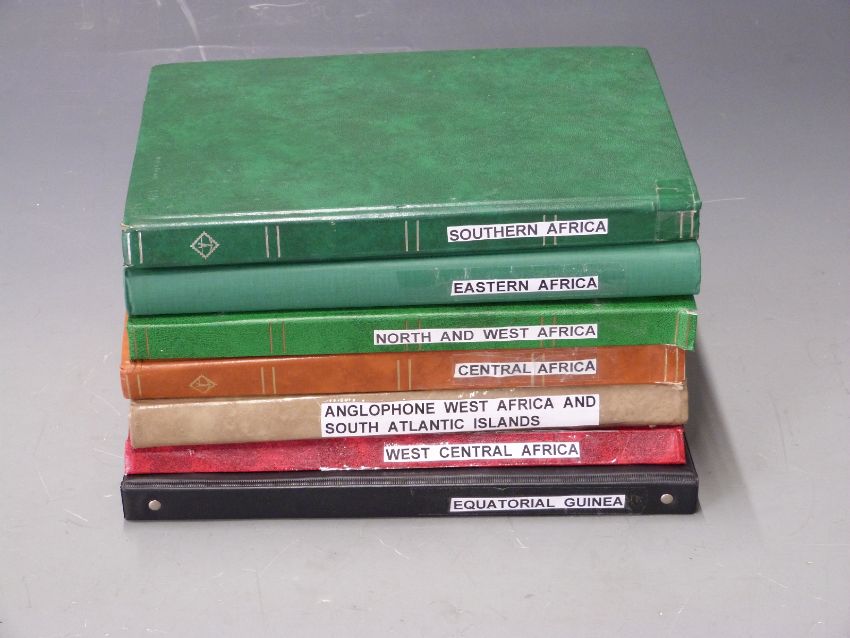 SOUTHERN AFRICA
EASTERN AFRICA
NORTH AND WEST AFRICA
CENTRAL AFRICA
ANGLOPHONE WEST AFRICA AND
SOUTH ATLANTIC ISLANDS
WEST CENTRAL AFRICA
EQUATORIAL GUINEA